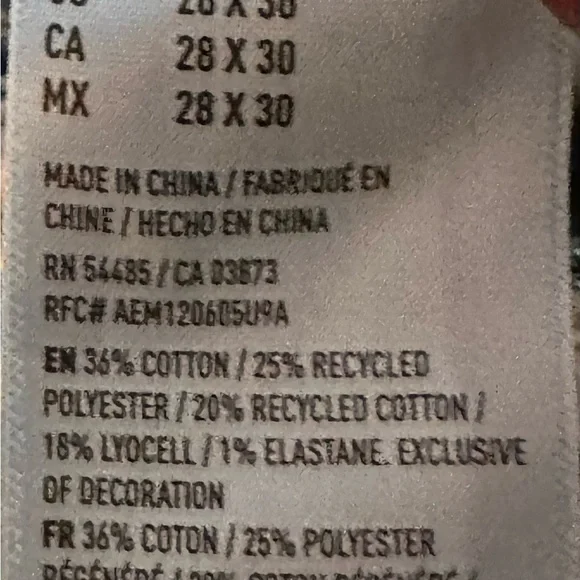 28 X 30
CA 28 X 30
MX 28 X 30
MADE IN CHINA / FABRIQUÉ EN
CHINE / HECHO EN CHINA
RN 54485 / CA 03873
RFC# AEM120605U9A
EN 36% COTTON / 25% RECYCLED
POLYESTER / 20% RECYCLED COTTON /
18% LYOCELL / 1% ELASTANE. EXCLUSIVE
OF DECORATION
FR 36% COTON / 25% POLYESTER